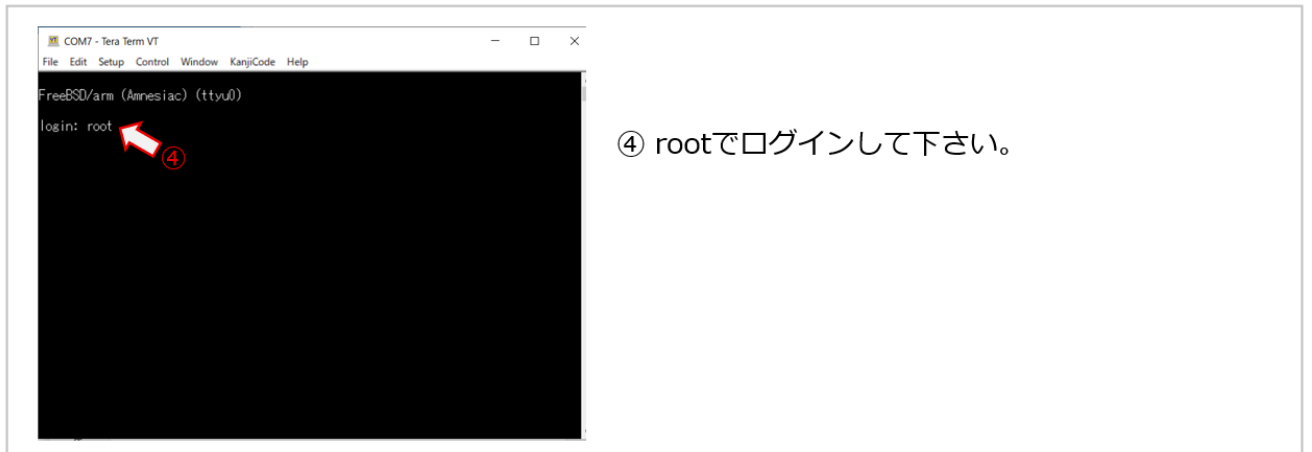 COM7 - Tera Term VT
File Edit Setup Control Window KanjiCode Help
FreeBSD/arm (Amnesiac) (ttyu0)
login: root
④
④ rootでログインして下さい。